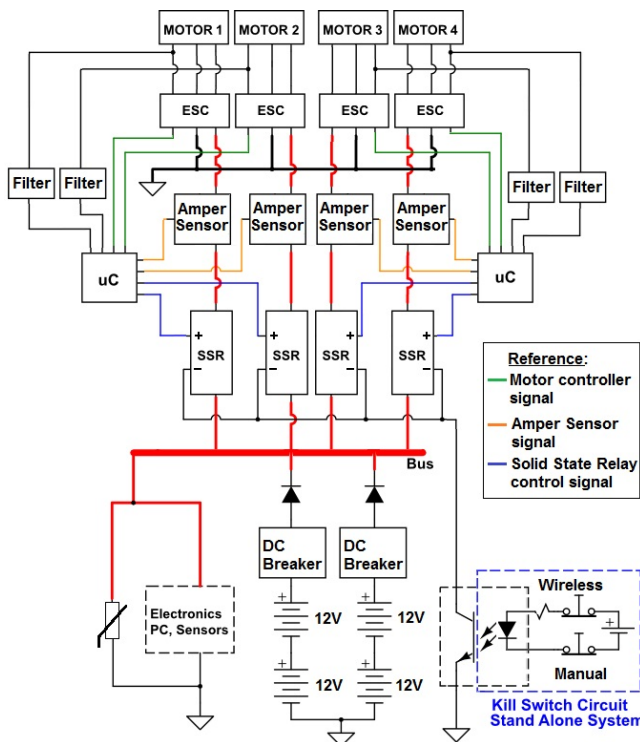 MOTOR 1
MOTOR 2
MOTOR 3
MOTOR 4
ESC
ESC
ESC
ESC
Filter
Filter
Filter
Filter
Amper
Sensor
Amper
Sensor
Amper
Sensor
Amper
Sensor
uC
uC
+
SSR
−
+
SSR
−
+
SSR
−
+
SSR
−
Reference:
Motor controller
signal
Amper Sensor
signal
Solid State Relay
control signal
Bus
DC
Breaker
DC
Breaker
Electronics
PC, Sensors
+
12V
+
12V
+
12V
+
12V
Wireless
+
Manual
Kill Switch Circuit
Stand Alone System